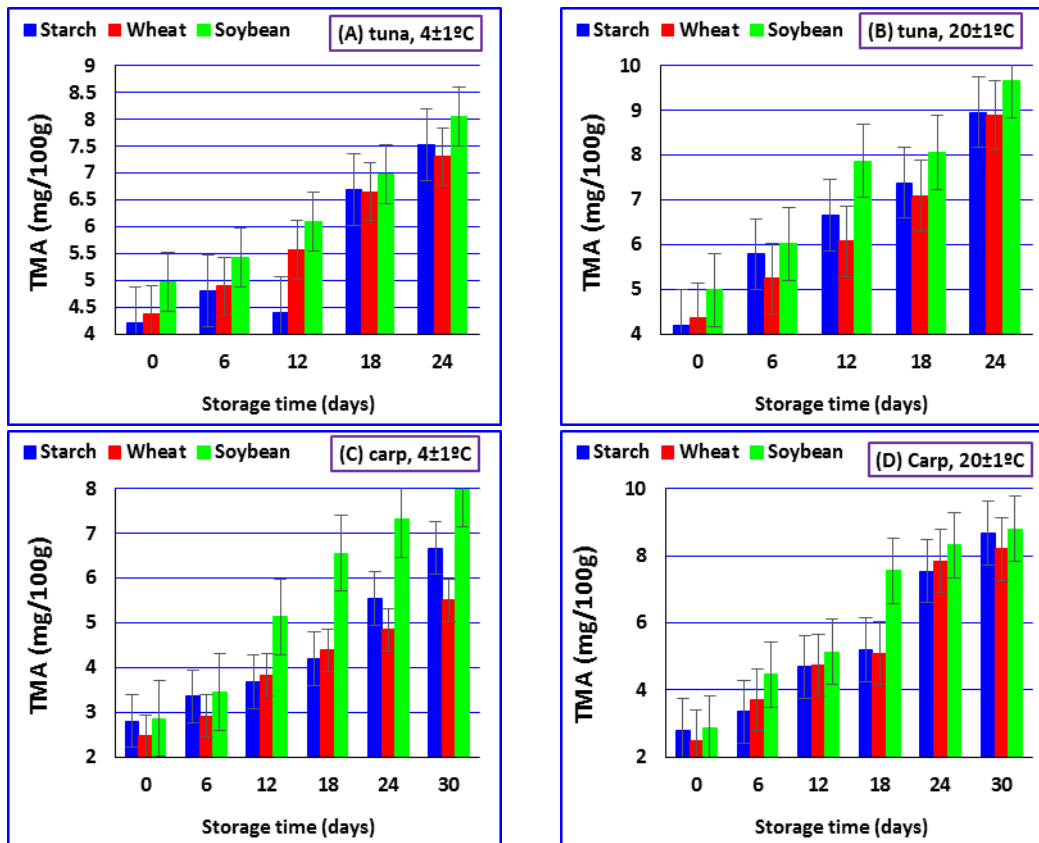 Starch Wheat Soybean
(A) tuna, 4±1ºC
TMA (mg/100g)
9
8.5
8
7.5
7
6.5
6
5.5
5
4.5
4
0 6 12 18 24
Storage time (days)
Starch Wheat Soybean
(B) tuna, 20±1ºC
TMA (mg/100g)
10
9
8
7
6
5
4
0 6 12 18 24
Storage time (days)
Starch Wheat Soybean
(C) carp, 4±1ºC
TMA (mg/100g)
8
7
6
5
4
3
2
0 6 12 18 24 30
Storage time (days)
Starch Wheat Soybean
(D) Carp, 20±1ºC
TMA (mg/100g)
10
8
6
4
2
0 6 12 18 24 30
Storage time (days)